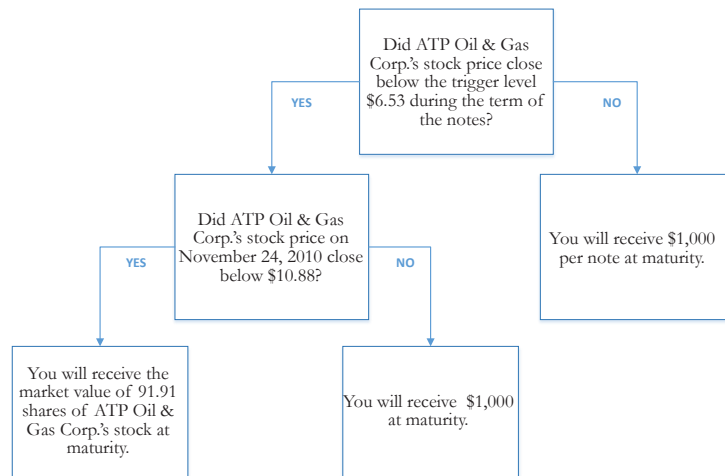 Did ATP Oil & Gas
Corp.'s stock price close
below the trigger level
$6.53 during the term of
the notes?
YES
NO
Did ATP Oil & Gas
Corp.'s stock price on
November 24, 2010 close
below $10.88?
You will receive $1,000
per note at maturity.
YES
NO
You will receive the
market value of 91.91
shares of ATP Oil &
Gas Corp.'s stock at
maturity.
You will receive $1,000
at maturity.